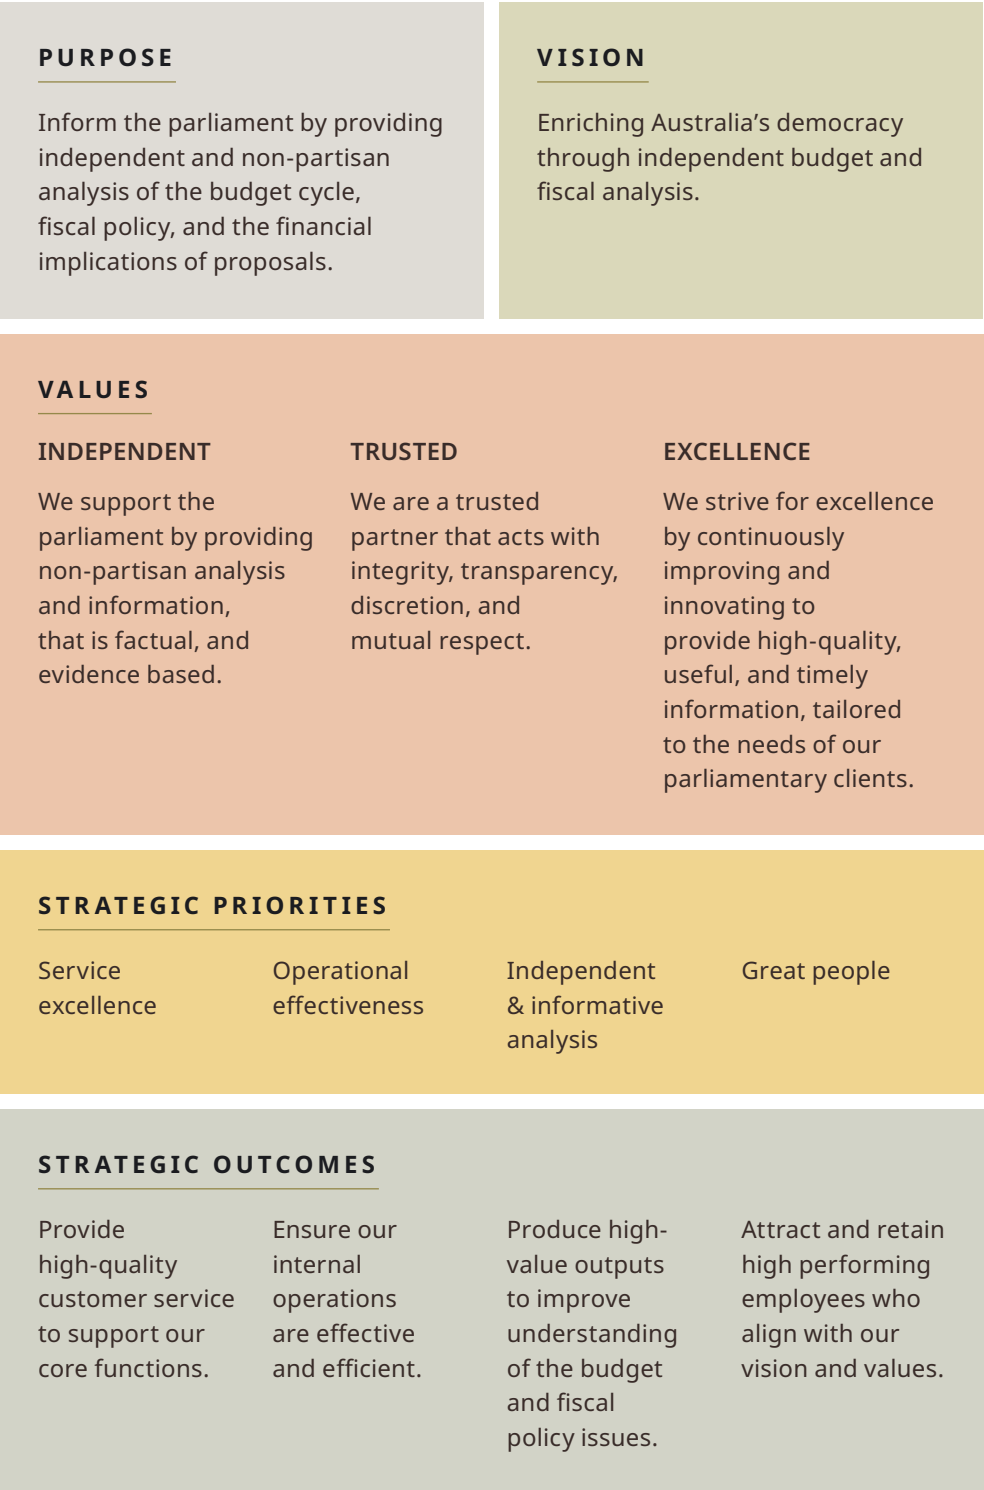 PURPOSE
Inform the parliament by providing
independent and non-partisan
analysis of the budget cycle,
fiscal policy, and the financial
implications of proposals.
VISION
Enriching Australia’s democracy
through independent budget and
fiscal analysis.
VALUES
INDEPENDENT
We support the
parliament by providing
non-partisan analysis
and information,
that is factual, and
evidence based.
TRUSTED
We are a trusted
partner that acts with
integrity, transparency,
discretion, and
mutual respect.
EXCELLENCE
We strive for excellence
by continuously
improving and
innovating to
provide high-quality,
useful, and timely
information, tailored
to the needs of our
parliamentary clients.
STRATEGIC PRIORITIES
Service
excellence
Operational
effectiveness
Independent
& informative
analysis
Great people
STRATEGIC OUTCOMES
Provide
high-quality
customer service
to support our
core functions.
Ensure our
internal
operations
are effective
and efficient.
Produce high-
value outputs
to improve
understanding
of the budget
and fiscal
policy issues.
Attract and retain
high performing
employees who
align with our
vision and values.